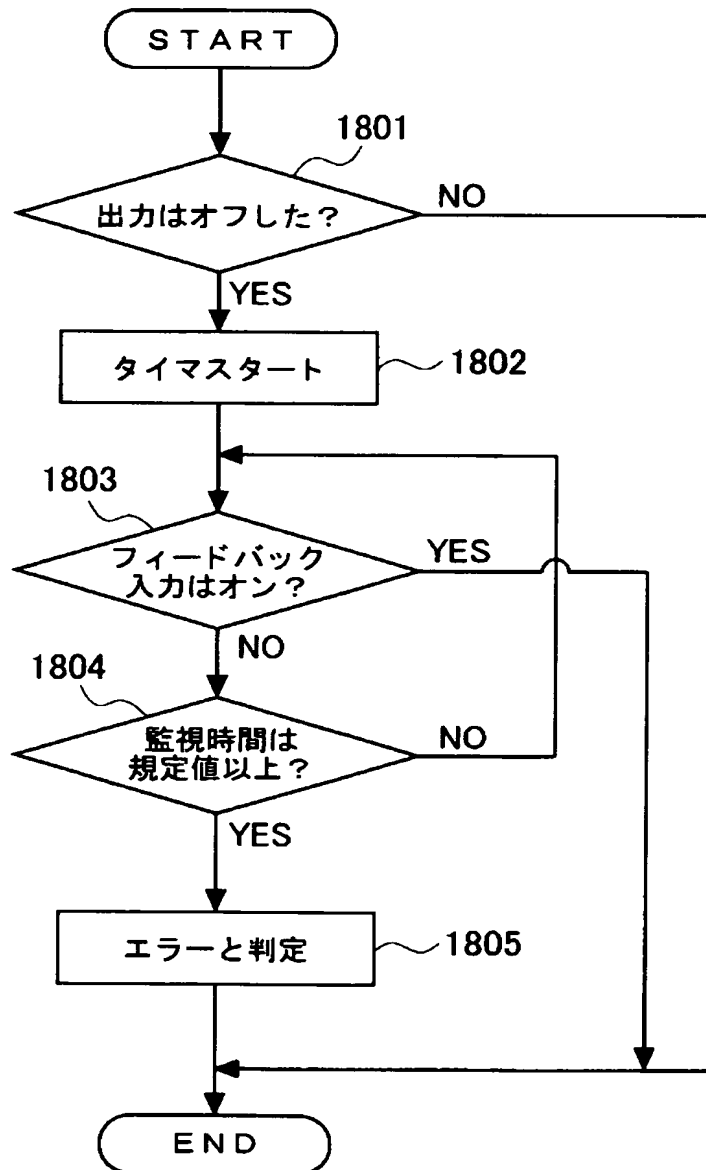 START
1801
出力はオフした？
NO
YES
タイマスタート
1802
1803
フィードバック
入力はオン？
YES
NO
1804
監視時間は
規定値以上？
NO
YES
エラーと判定
1805
END